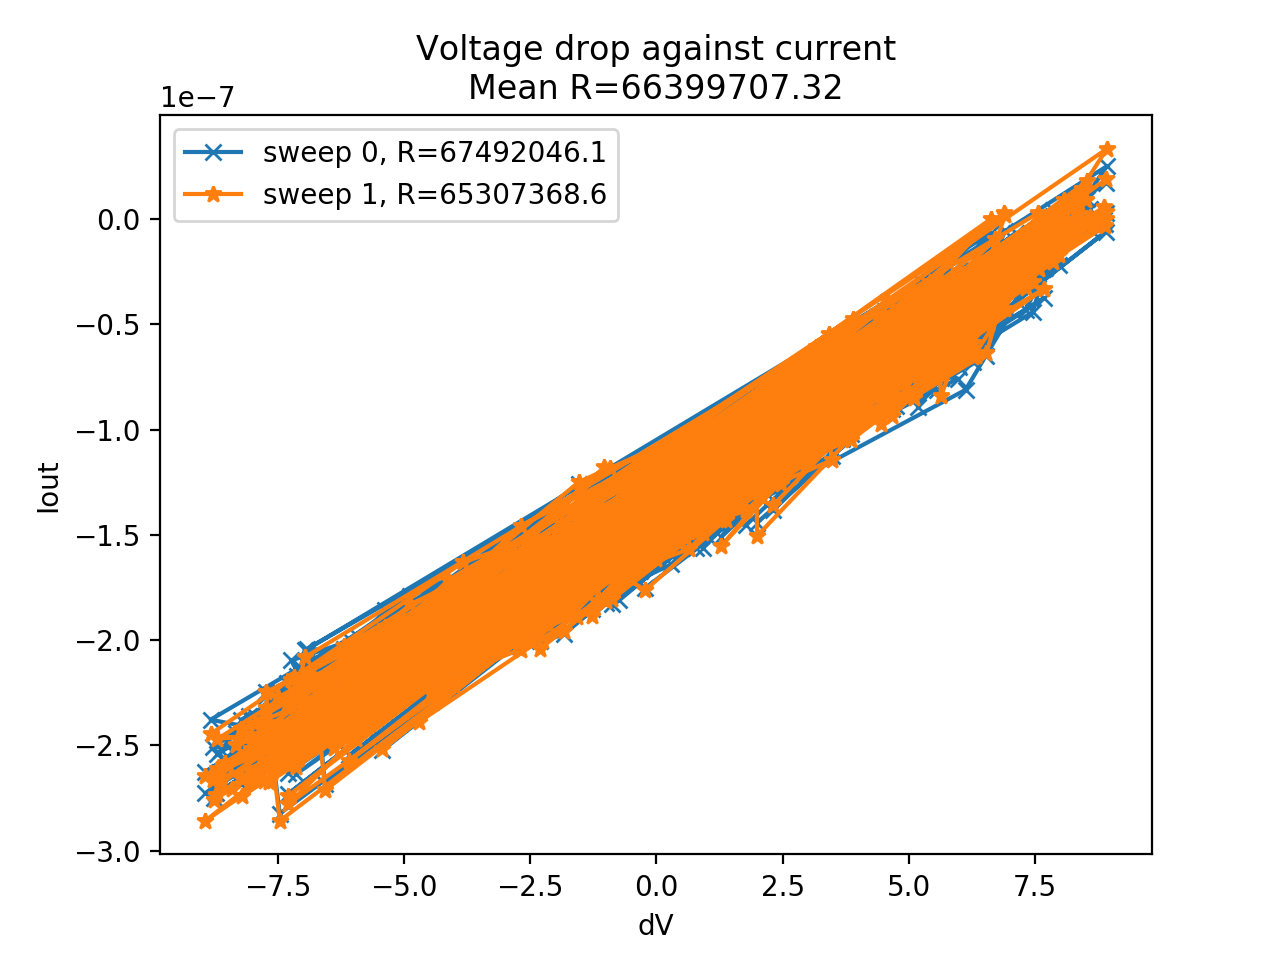 Voltage drop against current
Mean R=66399707.32
1e−7
sweep 0, R=67492046.1
sweep 1, R=65307368.6
0.0
−0.5
−1.0
−1.5
−2.0
−2.5
−3.0
Iout
−7.5
−5.0
−2.5
0.0
2.5
5.0
7.5
dV